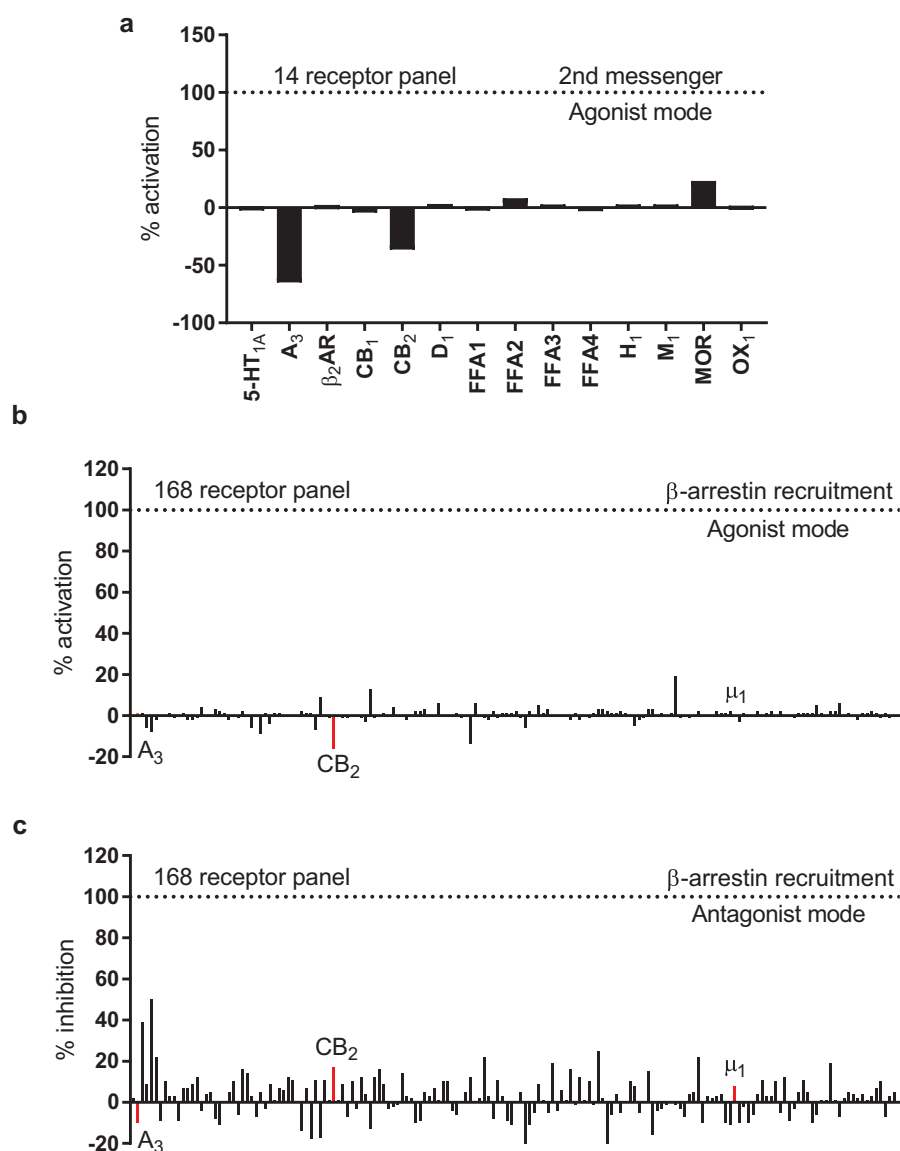 a
150
14 receptor panel 2nd messenger
100
Agonist mode
50
0
-50
-100
% activation
5-HT1A A3 β2AR CB1 CB2 D1 FFA1 FFA2 FFA3 FFA4 H1 M1 MOR OX1
b
120
168 receptor panel β-arrestin recruitment
100
Agonist mode
80
60
40
20
μ1
0
-20
A3
CB2
% activation
c
120
168 receptor panel β-arrestin recruitment
100
Antagonist mode
80
60
40
CB2
20
μ1
0
-20
A3
% inhibition